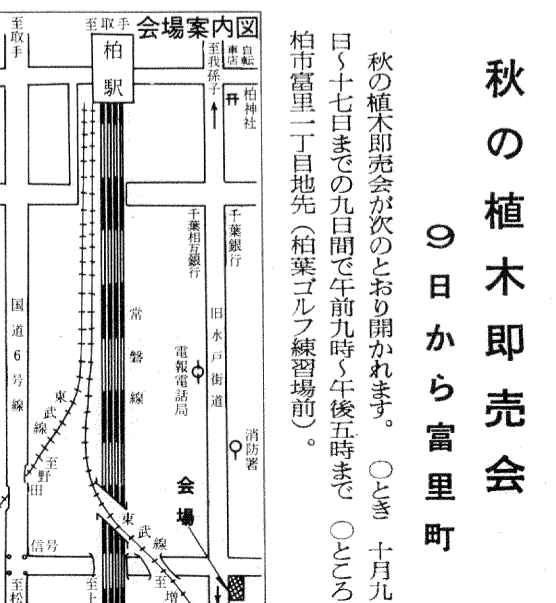 秋の植木即売会
9日から富里町
秋の植木即売会が次のとおり開かれます。　○とき　十月九
日～十七日までの九日間で午前九時～午後五時まで　○ところ
柏市富里一丁目地先（柏葉ゴルフ練習場前）。
会場案内図
至取手
至取手
柏駅
至我孫子
自転
車店
柏神社
千葉銀行
千葉相互銀行
旧水戸街道
常磐線
国道6号線
電報電話局
消防署
東武線
至野田
会場
東武線
信号
至松
至上
至増